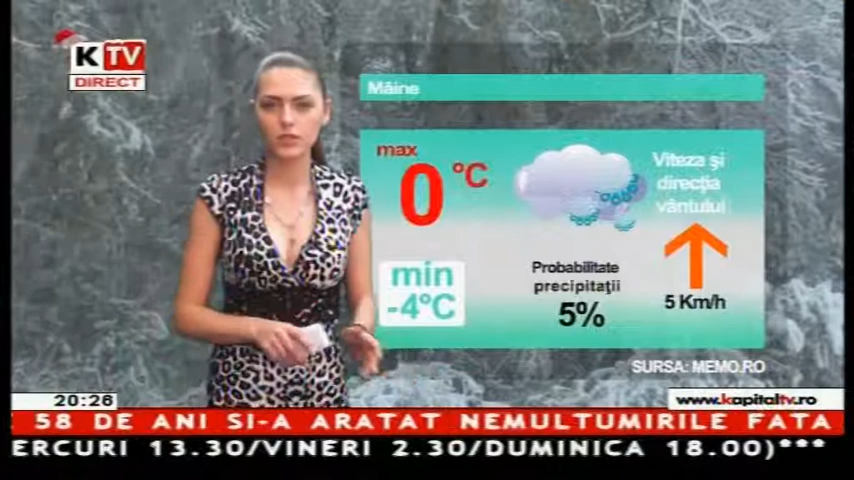 K TV
DIRECT
Mâine
max
0 °C
min
-4°C
Probabilitate
precipitaţii
5%
Viteza şi
direcţia
vântului
5 Km/h
SURSA: MEMO.RO
20:26
www.kapitaltv.ro
58 DE ANI SI-A ARATAT NEMULTUMIRILE FATA
ERCURI 13.30/VINERI 2.30/DUMINICA 18.00)***